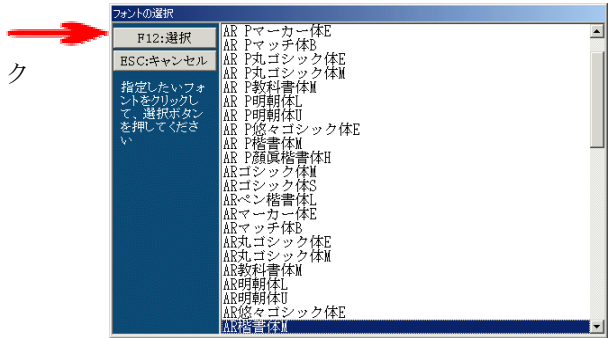 フォントの選択
F12:選択
ESC:キャンセル
ク
指定したいフォ
ントをクリックし
て、選択ボタン
を押してくださ
い
AR Pマーカー体E
AR Pマッチ体B
AR P丸ゴシック体E
AR P丸ゴシック体M
AR P教科書体M
AR P明朝体L
AR P明朝体U
AR P悠々ゴシック体E
AR P楷書体M
AR P顔眞楷書体H
ARゴシック体M
ARゴシック体S
ARペン楷書体L
ARマーカー体E
ARマッチ体B
AR丸ゴシック体E
AR丸ゴシック体M
AR教科書体M
AR明朝体L
AR明朝体U
AR悠々ゴシック体E
AR楷書体M